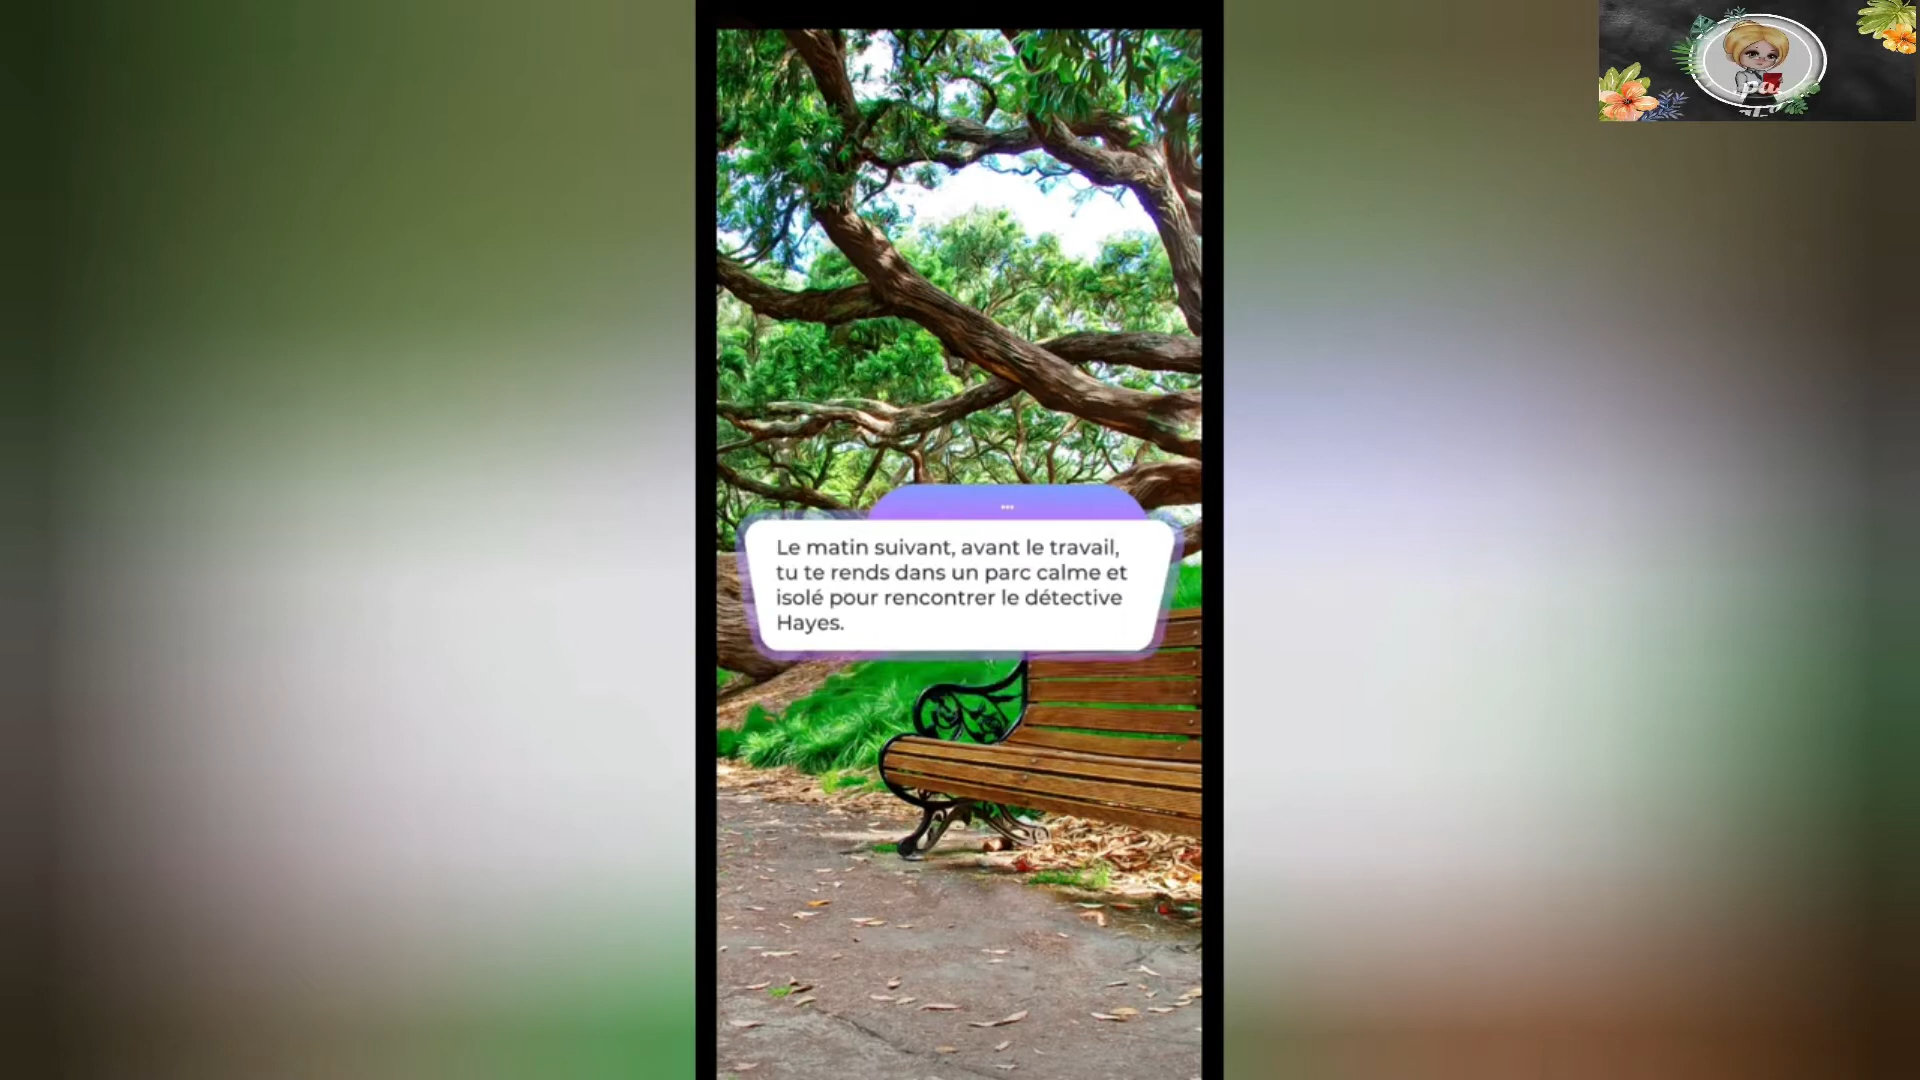 ...
Le matin suivant, avant le travail,
tu te rends dans un parc calme et
isolé pour rencontrer le détective
Hayes.